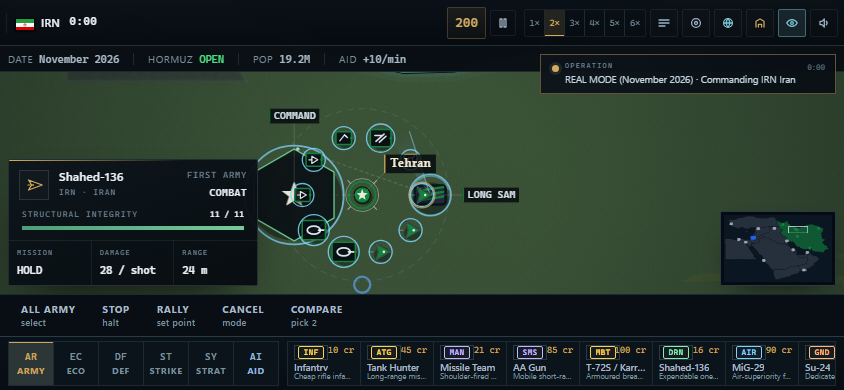 IRN 0:00
200 1× 2× 3× 4× 5× 6×
DATE November 2026 HORMUZ OPEN POP 19.2M AID +10/min
OPERATION 0:00
REAL MODE (November 2026) · Commanding IRN Iran
COMMAND
Tehran
LONG SAM
Shahed-136 FIRST ARMY
IRN · IRAN COMBAT
STRUCTURAL INTEGRITY 11 / 11
MISSION DAMAGE RANGE
HOLD 28 / shot 24 m
ALL ARMY STOP RALLY CANCEL COMPARE
select halt set point mode pick 2
AR EC DF ST SY AI
ARMY ECO DEF STRIKE STRAT AID
INF 10 cr ATG 45 cr MAN 21 cr SMS 85 cr MBT 100 cr DRN 16 cr AIR 90 cr GND
Infantry Tank Hunter Missile Team AA Gun T-72S / Karr... Shahed-136 MiG-29 Su-24
Cheap rifle infa... Long-range mis... Shoulder-fired ... Mobile short-ra... Armoured brea... Expendable one... Air-superiority f... Dedicate